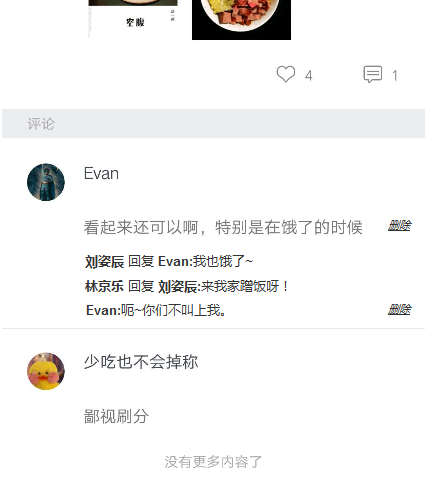 空腹
4
1
评论
Evan
看起来还可以啊，特别是在饿了的时候
删除
刘姿辰 回复 Evan:我也饿了~
林京乐 回复 刘姿辰:来我家蹭饭呀！
Evan:呃~你们不叫上我。
删除
少吃也不会掉称
鄙视刷分
没有更多内容了